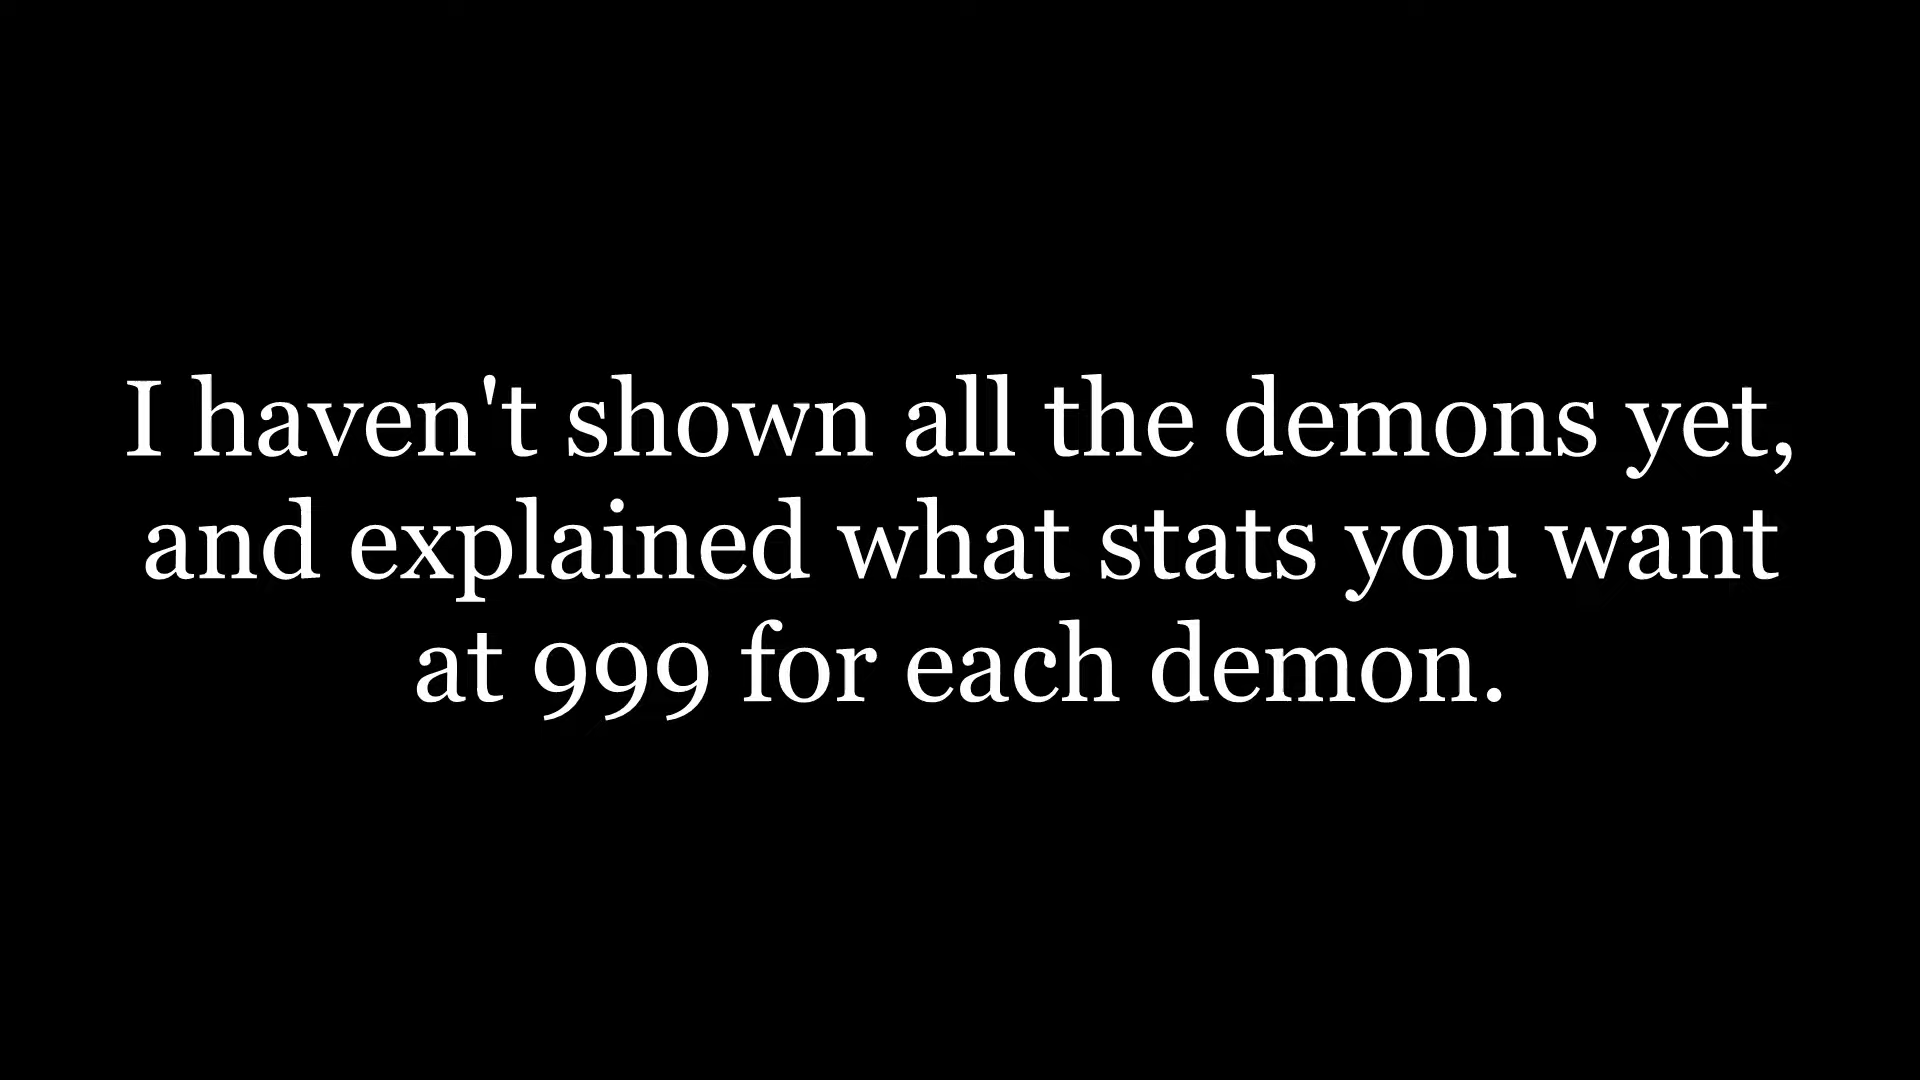 I haven't shown all the demons yet,
and explained what stats you want
at 999 for each demon.